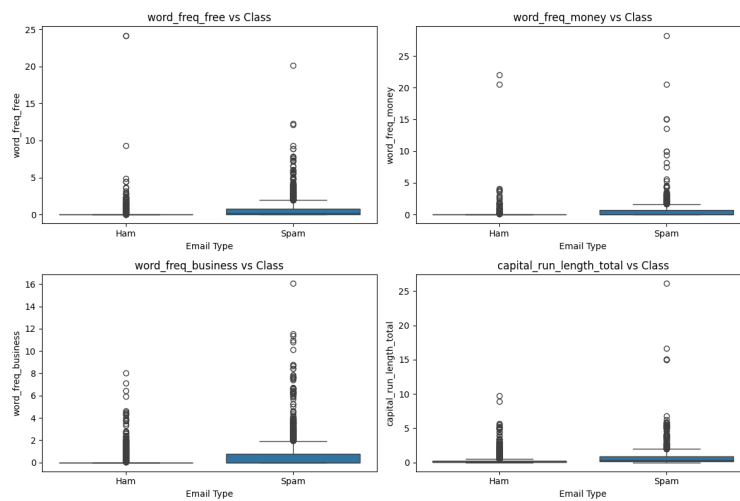 word_freq_free vs Class
word_freq_free
25
20
15
10
5
0
Ham
Spam
Email Type
word_freq_money vs Class
word_freq_money
25
20
15
10
5
0
Ham
Spam
Email Type
word_freq_business vs Class
word_freq_business
16
14
12
10
8
6
4
2
0
Ham
Spam
Email Type
capital_run_length_total vs Class
capital_run_length_total
25
20
15
10
5
0
Ham
Spam
Email Type